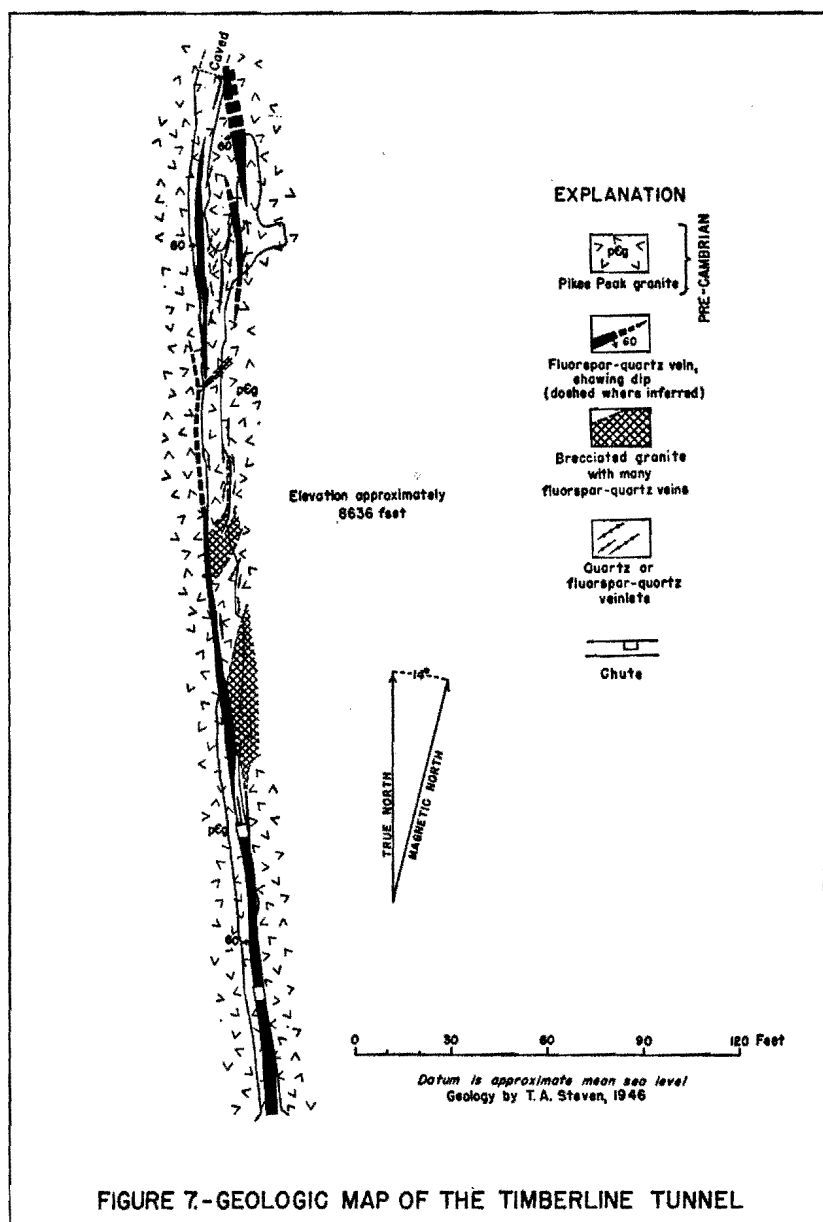 Caved
60
60
pЄg
Elevation approximately
8636 feet
pЄg
60
EXPLANATION
pЄg
Pikes Peak granite
PRE-CAMBRIAN
60
Fluorspar-quartz vein,
showing dip
(dashed where inferred)
Brecciated granite
with many
fluorspar-quartz veins
Quartz or
fluorspar-quartz
veinlets
Chute
14°
TRUE NORTH
MAGNETIC NORTH
0 30 60 90 120 Feet
Datum is approximate mean sea level
Geology by T. A. Steven, 1946
FIGURE 7.-GEOLOGIC MAP OF THE TIMBERLINE TUNNEL